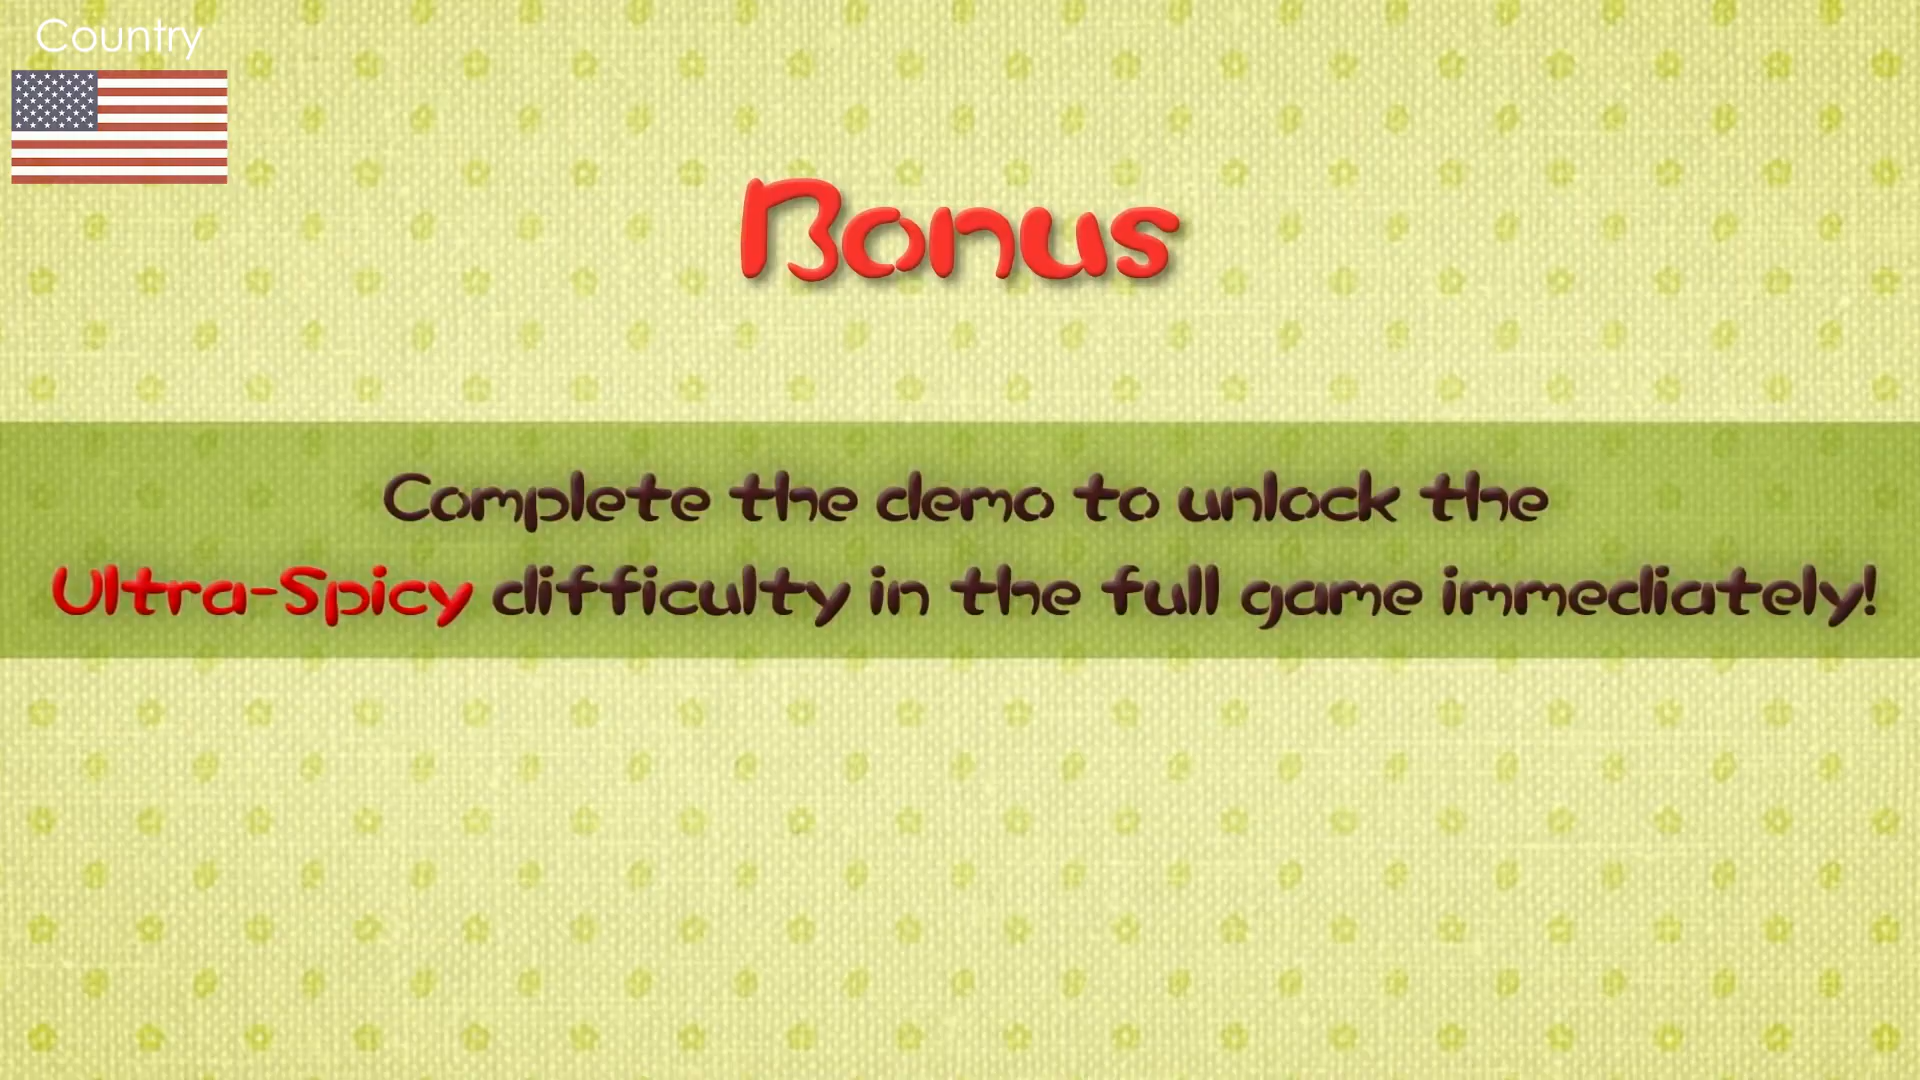 Country
Bonus
Complete the demo to unlock the
Ultra-Spicy difficulty in the full game immediately!